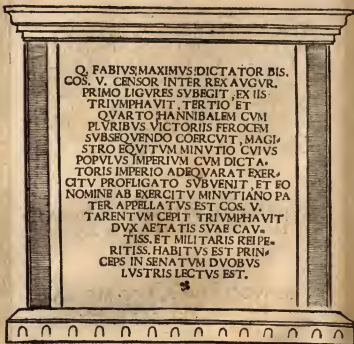 Q. FABIVS MAXIMVS DICTATOR BIS.
COS. V. CENSOR INTER REX AVGVR.
PRIMO LIGVRES SVBEGIT, EX IIS
TRIVMPHAVIT, TERTIO ET
QVARTO, HANNIBALEM CVM
PLVRIBVS VICTORIIS FEROCEM
SVBSEQVENDO COERCVIT, MAGI⸗
STRO EQVITVM MINVTIO CVIVS
POPVLVS IMPERIVM CVM DICTA⸗
TORIS IMPERIO ADEQVARAT EXER⸗
CITV PROFLIGATO SVBVENIT, ET EO
NOMINE AB EXERCITV MINVTIANO PA
TER APPELLATVS EST COS. V.
TARENTVM CEPIT TRIVMPHAVIT
DVX AETATIS SVAE CAV⸗
TISS. ET MILITARIS REI PE⸗
RITISS. HABITVS EST PRIN⸗
CEPS IN SENATVM DVOBVS
LVSTRIS LECTVS EST.